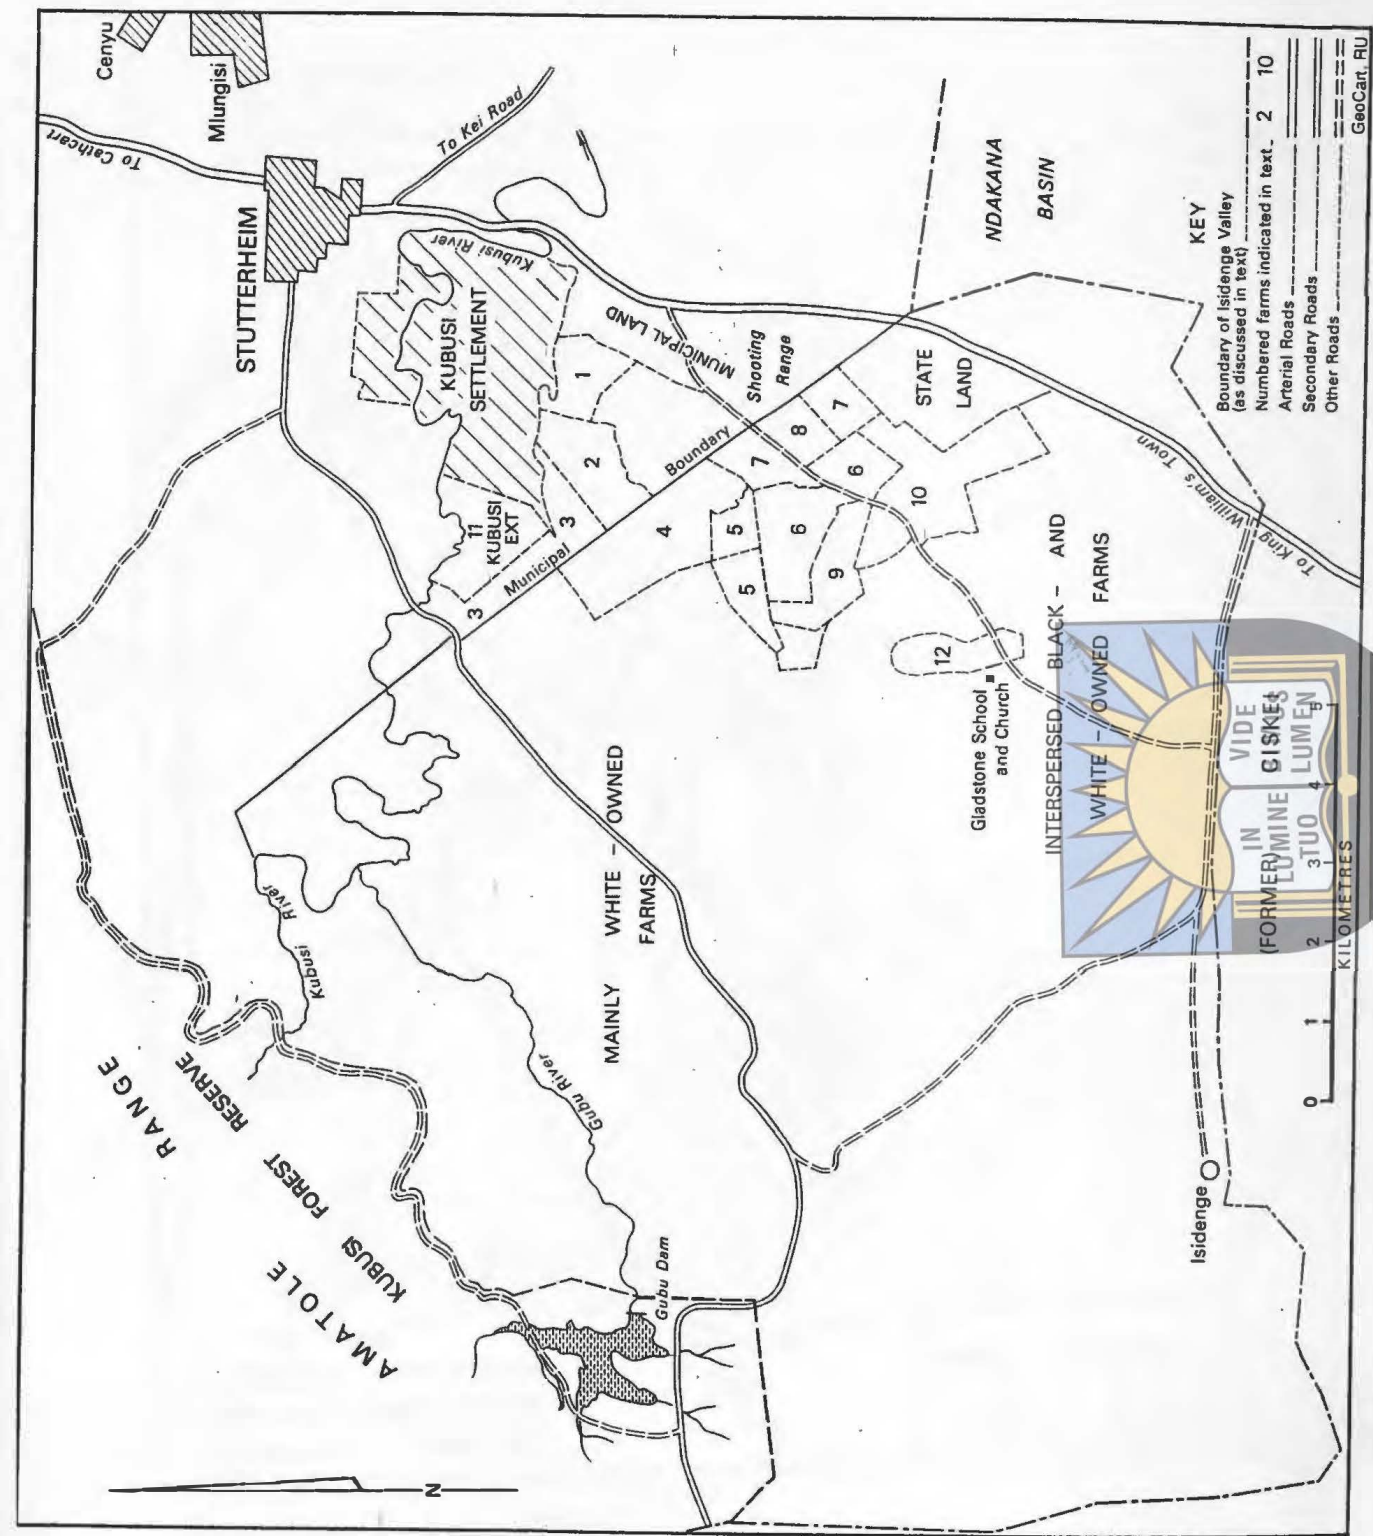 Cenyu
Mlungisi
To Cathcart
To Kei Road
STUTTERHEIM
Kubusi River
KUBUSI
SETTLEMENT
MUNICIPAL LAND
Shooting
Range
NDAKANA
BASIN
STATE
LAND
1
2
3
11
KUBUSI
EXT
3
Municipal Boundary
4
5
5
6
7
8
7
6
9
10
12
Gladstone School
and Church
To King William's Town
INTERSPERSED BLACK - AND
WHITE - OWNED FARMS
MAINLY WHITE - OWNED
FARMS
(FORMER) CISKEI
Kubusi River
Gubu River
Gubu Dam
AMATOLE RANGE
KUBUSI FOREST RESERVE
Isidenge
N
KEY
Boundary of Isidenge Valley
(as discussed in text)
Numbered farms indicated in text 2 10
Arterial Roads
Secondary Roads
Other Roads
GeoCart, RU
0 1 2 3 4 5
KILOMETRES
IN
LUMINE
TUO
VIDE
LUMEN